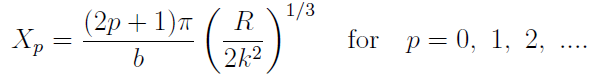 X_p = \frac{(2p + 1)\pi}{b} \left( \frac{R}{2k^2} \right)^{1/3} for p = 0, 1, 2, ....